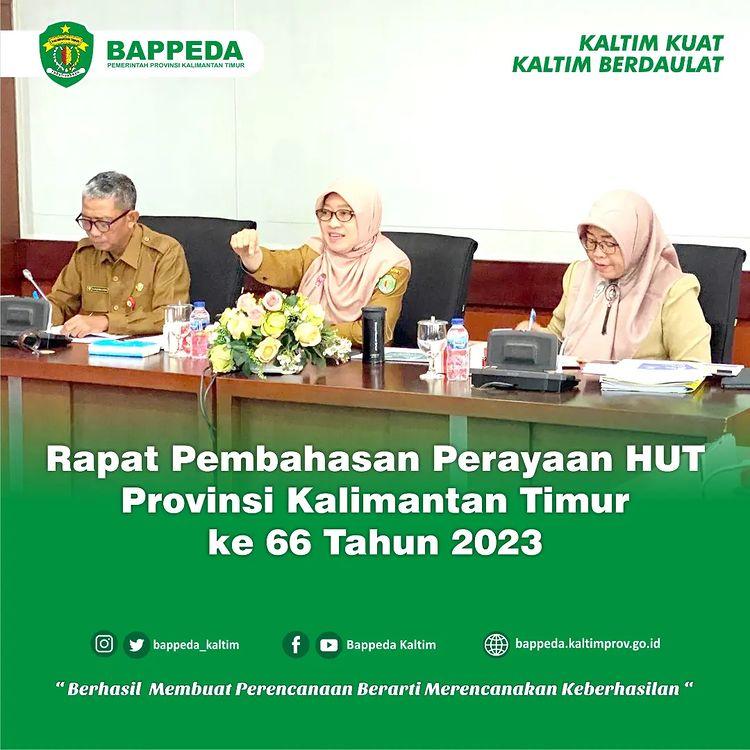 BAPPEDA
PEMERINTAH PROVINSI KALIMANTAN TIMUR
KALTIM KUAT
KALTIM BERDAULAT
Rapat Pembahasan Perayaan HUT
Provinsi Kalimantan Timur
ke 66 Tahun 2023
bappeda_kaltim
Bappeda Kaltim
bappeda.kaltimprov.go.id
“ Berhasil Membuat Perencanaan Berarti Merencanakan Keberhasilan “